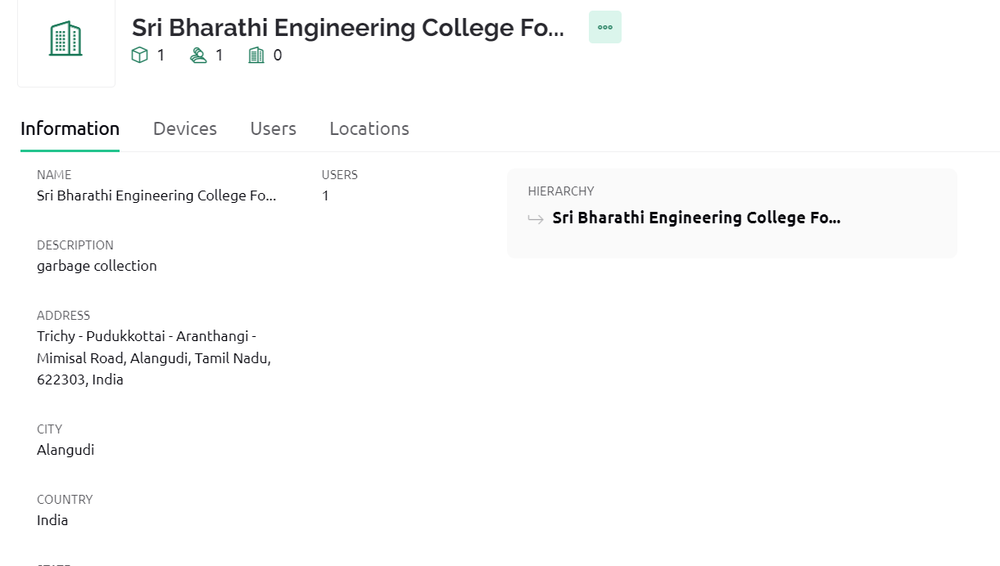 Sri Bharathi Engineering College Fo...
1 1 0
Information Devices Users Locations
NAME
Sri Bharathi Engineering College Fo...
USERS
1
HIERARCHY
Sri Bharathi Engineering College Fo...
DESCRIPTION
garbage collection
ADDRESS
Trichy - Pudukkottai - Aranthangi -
Mimisal Road, Alangudi, Tamil Nadu,
622303, India
CITY
Alangudi
COUNTRY
India